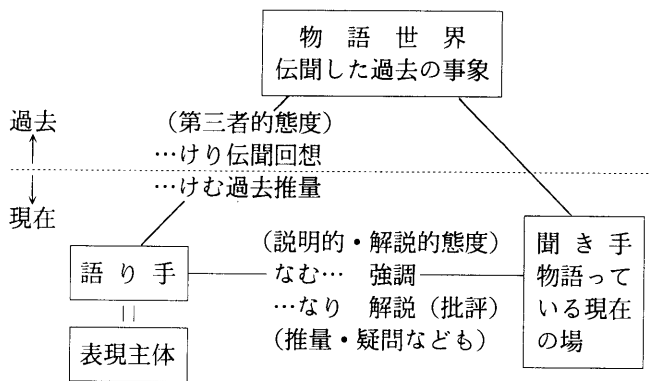 物語世界
伝聞した過去の事象
過去
(第三者的態度)
…けり伝聞回想
…けむ過去推量
現在
語り手
(説明的・解説的態度)
なむ… 強調
…なり 解説(批評)
(推量・疑問なども)
聞き手
物語って
いる現在
の場
表現主体